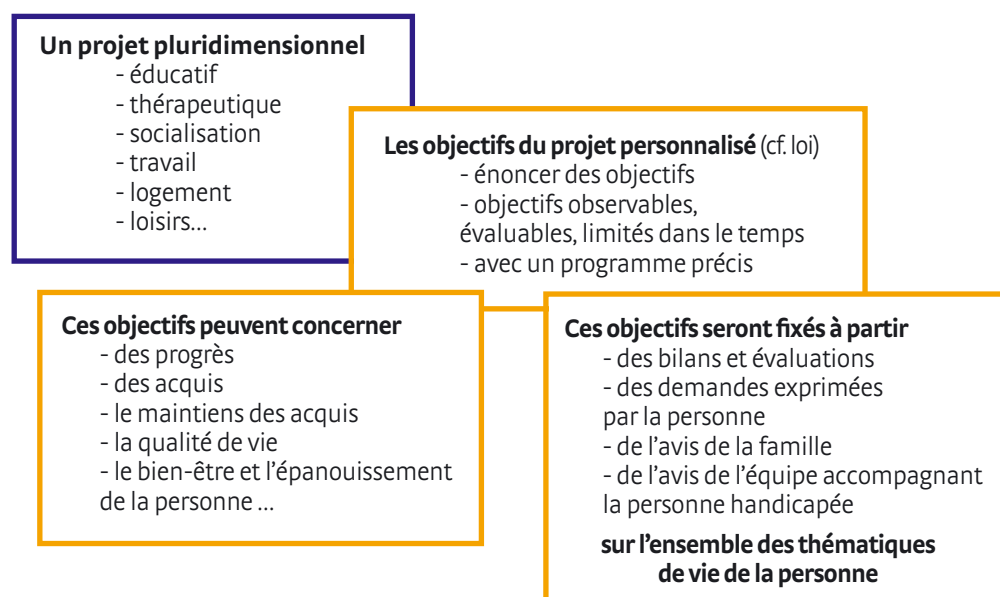 Un projet pluridimensionnel
- éducatif
- thérapeutique
- socialisation
- travail
- logement
- loisirs...
Les objectifs du projet personnalisé (cf. loi)
- énoncer des objectifs
- objectifs observables,
évaluables, limités dans le temps
- avec un programme précis
Ces objectifs peuvent concerner
- des progrès
- des acquis
- le maintiens des acquis
- la qualité de vie
- le bien-être et l'épanouissement
de la personne ...
Ces objectifs seront fixés à partir
- des bilans et évaluations
- des demandes exprimées
par la personne
- de l'avis de la famille
- de l'avis de l'équipe accompagnant
la personne handicapée
sur l'ensemble des thématiques
de vie de la personne